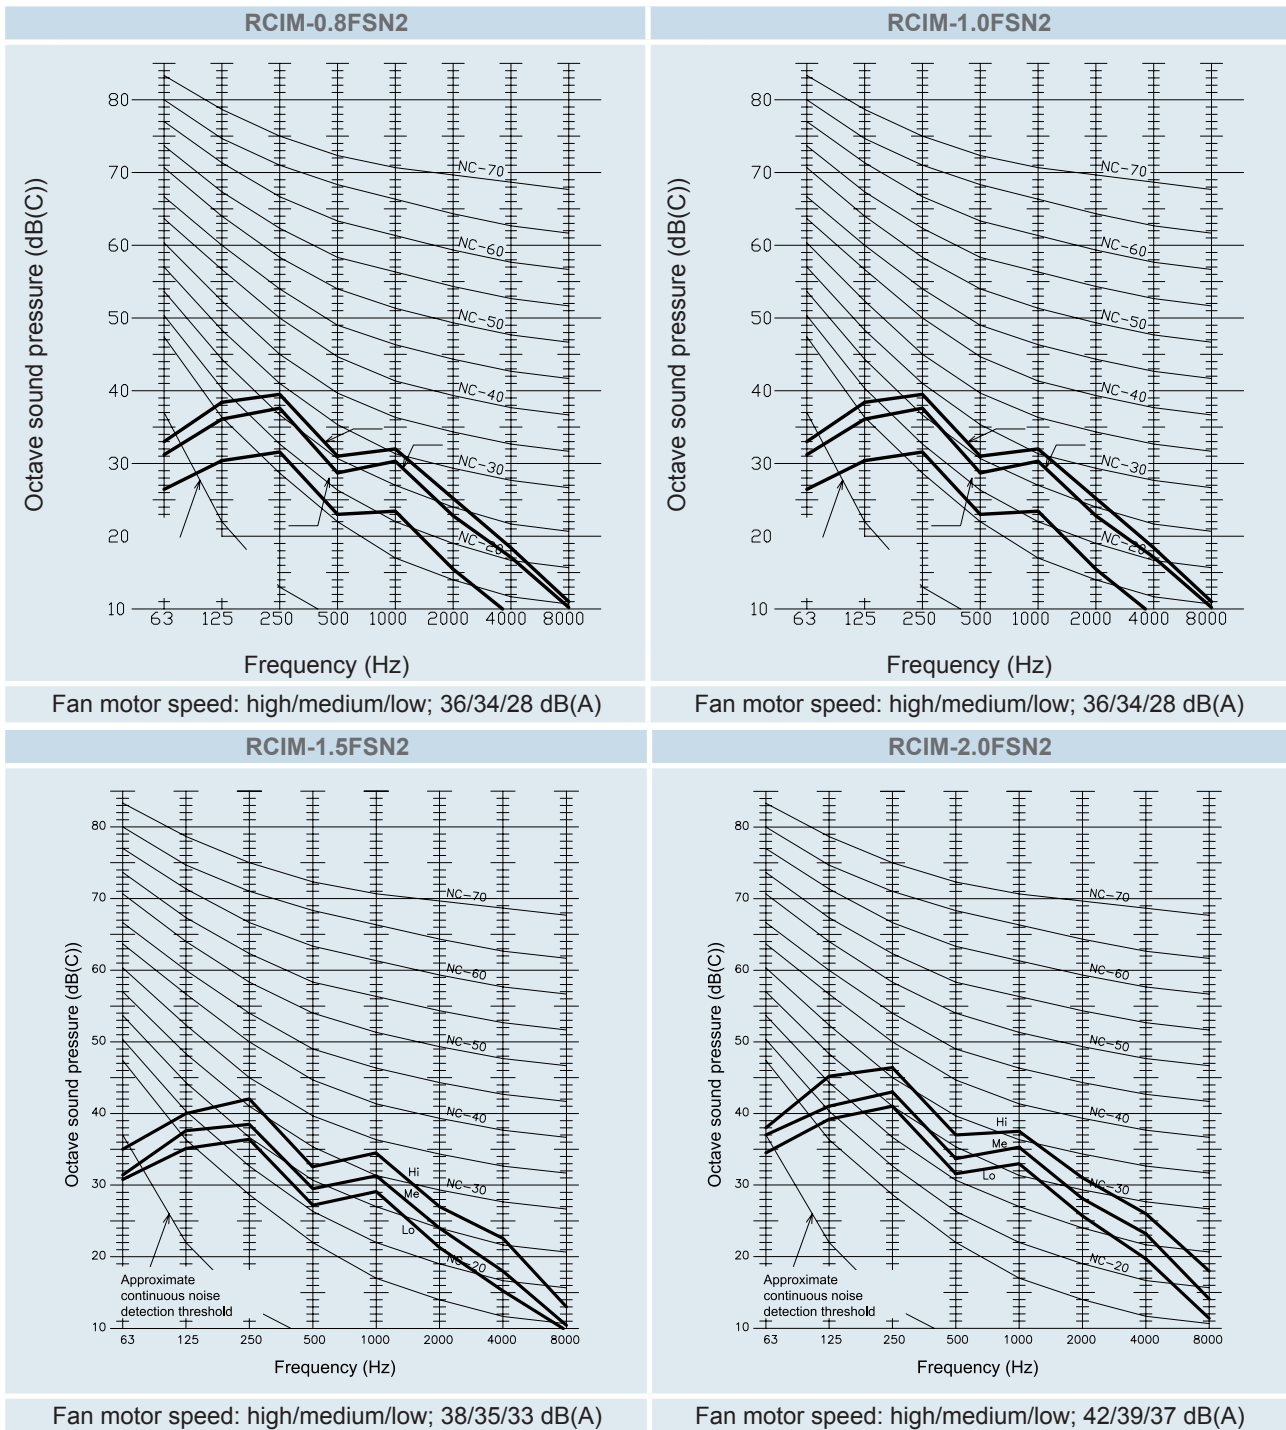 RCIM-0.8FSN2
Octave sound pressure (dB(C))
80
70
60
50
40
30
20
10
NC-70
NC-60
NC-50
NC-40
NC-30
NC-20
63 125 250 500 1000 2000 4000 8000
Frequency (Hz)
Fan motor speed: high/medium/low; 36/34/28 dB(A)
RCIM-1.0FSN2
Octave sound pressure (dB(C))
80
70
60
50
40
30
20
10
NC-70
NC-60
NC-50
NC-40
NC-30
NC-20
63 125 250 500 1000 2000 4000 8000
Frequency (Hz)
Fan motor speed: high/medium/low; 36/34/28 dB(A)
RCIM-1.5FSN2
Octave sound pressure (dB(C))
80
70
60
50
40
30
20
10
NC-70
NC-60
NC-50
NC-40
NC-30
NC-20
Hi
Me
Lo
Approximate
continuous noise
detection threshold
63 125 250 500 1000 2000 4000 8000
Frequency (Hz)
Fan motor speed: high/medium/low; 38/35/33 dB(A)
RCIM-2.0FSN2
Octave sound pressure (dB(C))
80
70
60
50
40
30
20
10
NC-70
NC-60
NC-50
NC-40
NC-30
NC-20
Hi
Me
Lo
Approximate
continuous noise
detection threshold
63 125 250 500 1000 2000 4000 8000
Frequency (Hz)
Fan motor speed: high/medium/low; 42/39/37 dB(A)